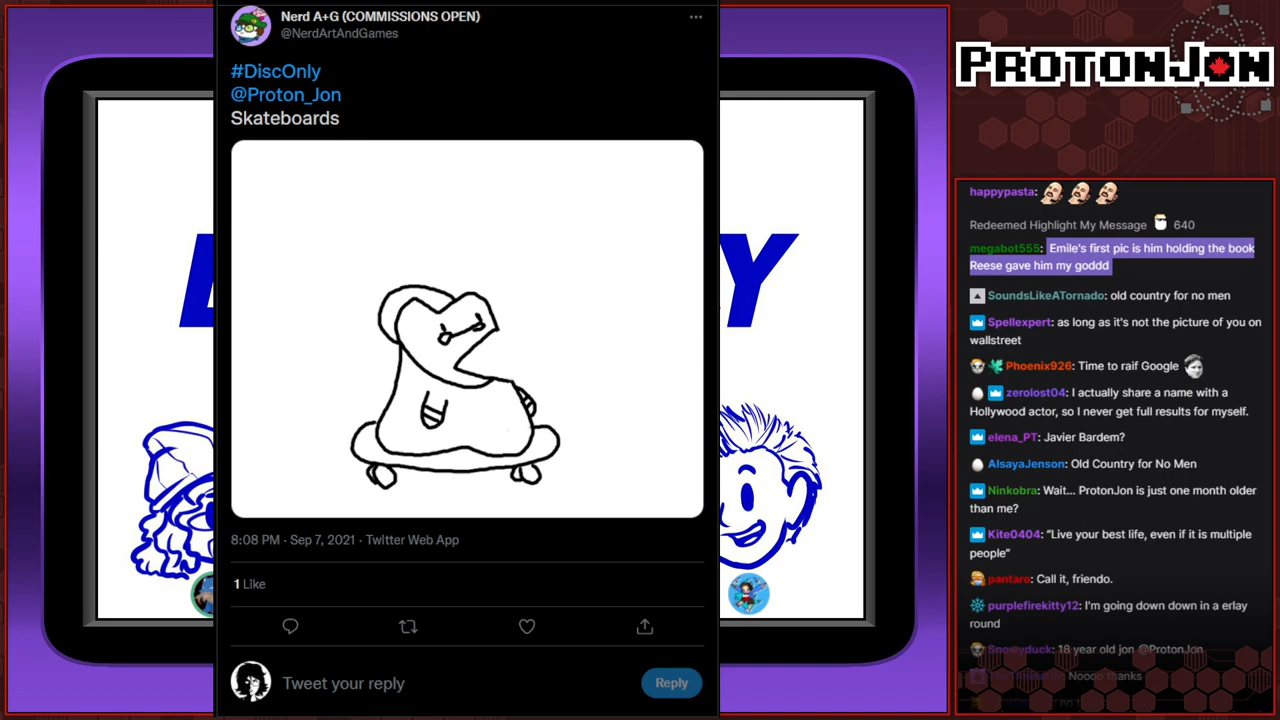 Nerd A+G (COMMISSIONS OPEN)
@NerdArtAndGames
#DiscOnly
@Proton_Jon
Skateboards
8:08 PM · Sep 7, 2021 · Twitter Web App
1 Like
Tweet your reply
Reply
Y
PROTONJON
happypasta:
Redeemed Highlight My Message 640
megabot555: Emile's first pic is him holding the book
Reese gave him my goddd
SoundsLikeATornado: old country for no men
Spellexpert: as long as it's not the picture of you on
wallstreet
Phoenix926: Time to raif Google
zerolost04: I actually share a name with a
Hollywood actor, so I never get full results for myself.
elena_PT: Javier Bardem?
AlsayaJenson: Old Country for No Men
Ninkobra: Wait... ProtonJon is just one month older
than me?
Kite0404: “Live your best life, even if it is multiple
people”
pantaro: Call it, friendo.
purplefirekitty12: I'm going down down in a erlay
round
Snowyduck: 18 year old jon @ProtonJon
Noooo thanks